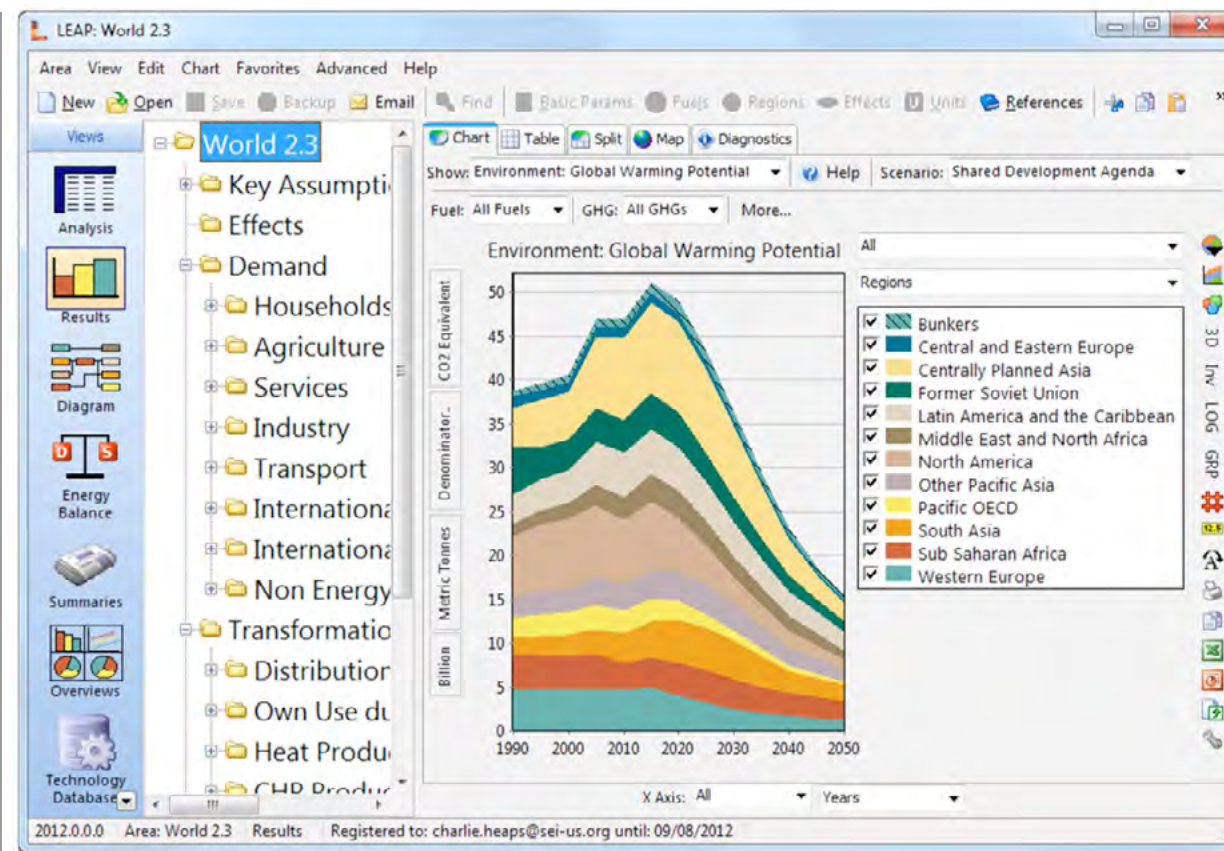 LEAP: World 2.3
Area View Edit Chart Favorites Advanced Help
New Open Save Backup Email Find Basic Params Fuels Regions Effects Units References
Views
Analysis
Results
Diagram
D S
Energy
Balance
Summaries
Overviews
Technology
Database
World 2.3
Key Assumpti
Effects
Demand
Households
Agriculture
Services
Industry
Transport
Internationa
Internationa
Non Energy
Transformatio
Distribution
Own Use du
Heat Produ
CHP Produc
Chart Table Split Map Diagnostics
Show: Environment: Global Warming Potential Help Scenario: Shared Development Agenda
Fuel: All Fuels GHG: All GHGs More...
Environment: Global Warming Potential
CO2 Equivalent
Denominator..
Metric Tonnes
Billion
50
45
40
35
30
25
20
15
10
5
0
1990 2000 2010 2020 2030 2040 2050
All
Regions
Bunkers
Central and Eastern Europe
Centrally Planned Asia
Former Soviet Union
Latin America and the Caribbean
Middle East and North Africa
North America
Other Pacific Asia
Pacific OECD
South Asia
Sub Saharan Africa
Western Europe
3D
Inv
LOG
GRP
X Axis: All Years
2012.0.0.0 Area: World 2.3 Results Registered to: charlie.heaps@sei-us.org until: 09/08/2012